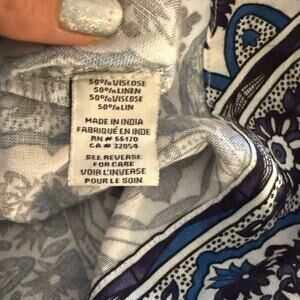 50%VISCOSE
50%LINEN
50%VISCOSE
50%LIN
MADE IN INDIA
FABRIQUÉ EN INDE
RN # 66170
CA # 32054
SEE REVERSE
FOR CARE
VOIR L'INVERSE
POUR LE SOIN